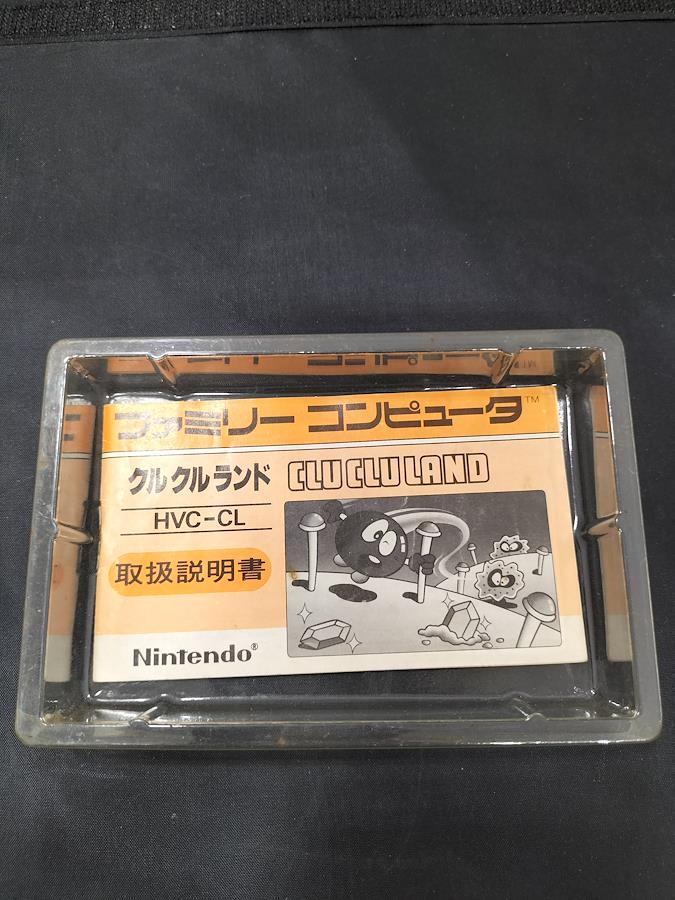 ファミリー コンピュータ™
クルクルランド CLU CLU LAND
HVC-CL
取扱説明書
Nintendo®